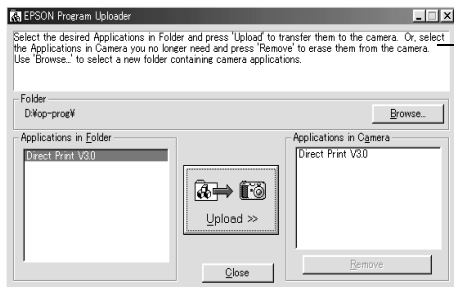 EPSON Program Uploader
Select the desired Applications in Folder and press 'Upload' to transfer them to the camera. Or, select
the Applications in Camera you no longer need and press 'Remove' to erase them from the camera.
Use 'Browse..' to select a new folder containing camera applications.
Folder
D:¥op-prog¥
Browse...
Applications in Folder
Direct Print V3.0
Upload >>
Applications in Camera
Direct Print V3.0
Remove
Close